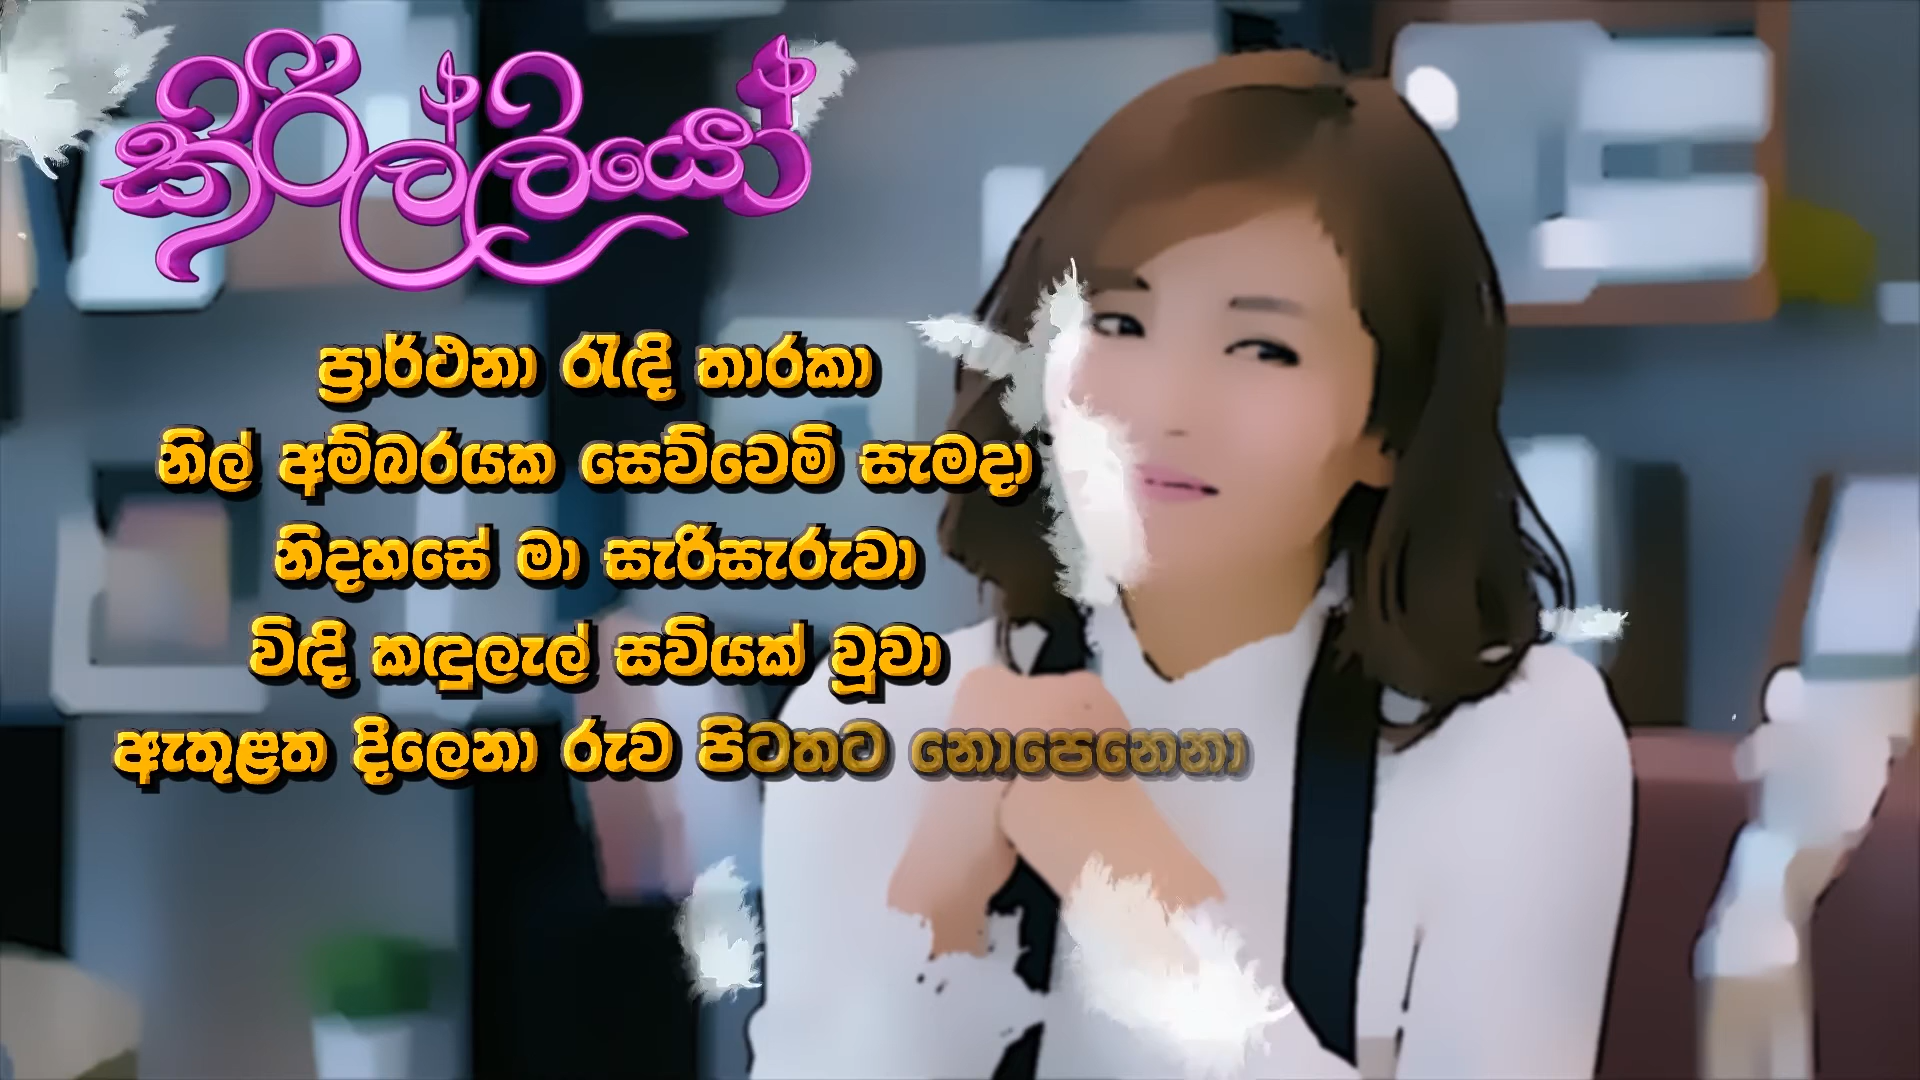 කිරිල්ලියෝ
ප්‍රාර්ථනා රැඳි තාරකා
නිල් අම්බරයක සෙව්වෙමි සැමදා
නිදහසේ මා සැරිසැරුවා
විඳි කඳුලැල් සවියක් වූවා
ඇතුළත දිලෙනා රුව පිටතට නොපෙනෙනා